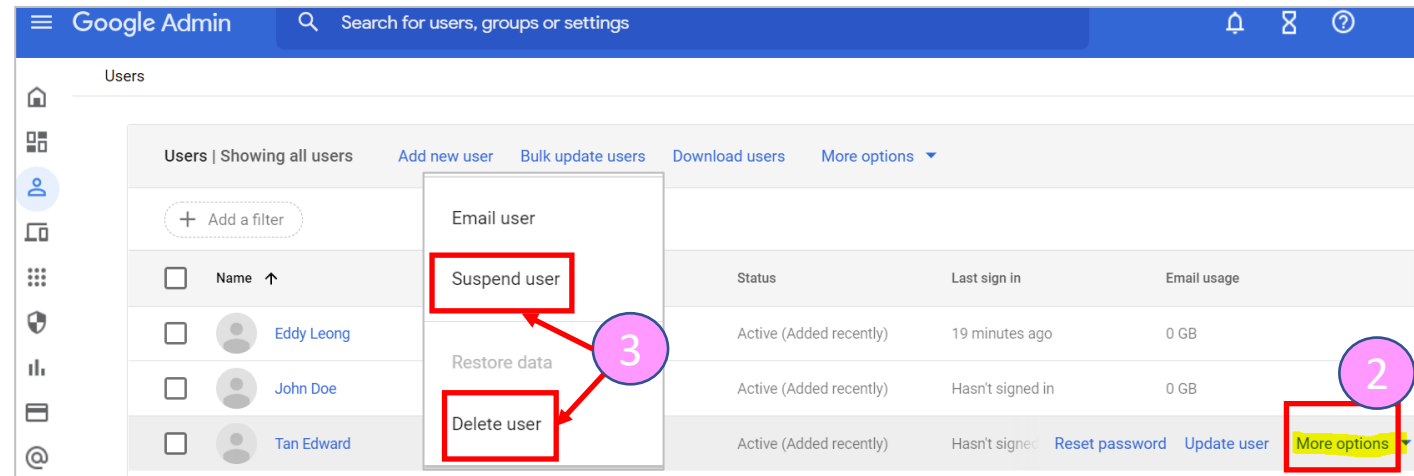 Google Admin
Search for users, groups or settings
Users
Users | Showing all users Add new user Bulk update users Download users More options
Add a filter
Email user
Suspend user
Restore data
Delete user
3
Name Status Last sign in Email usage
Eddy Leong Active (Added recently) 19 minutes ago 0 GB
John Doe Active (Added recently) Hasn't signed in 0 GB
2
Tan Edward Active (Added recently) Hasn't signed Reset password Update user More options